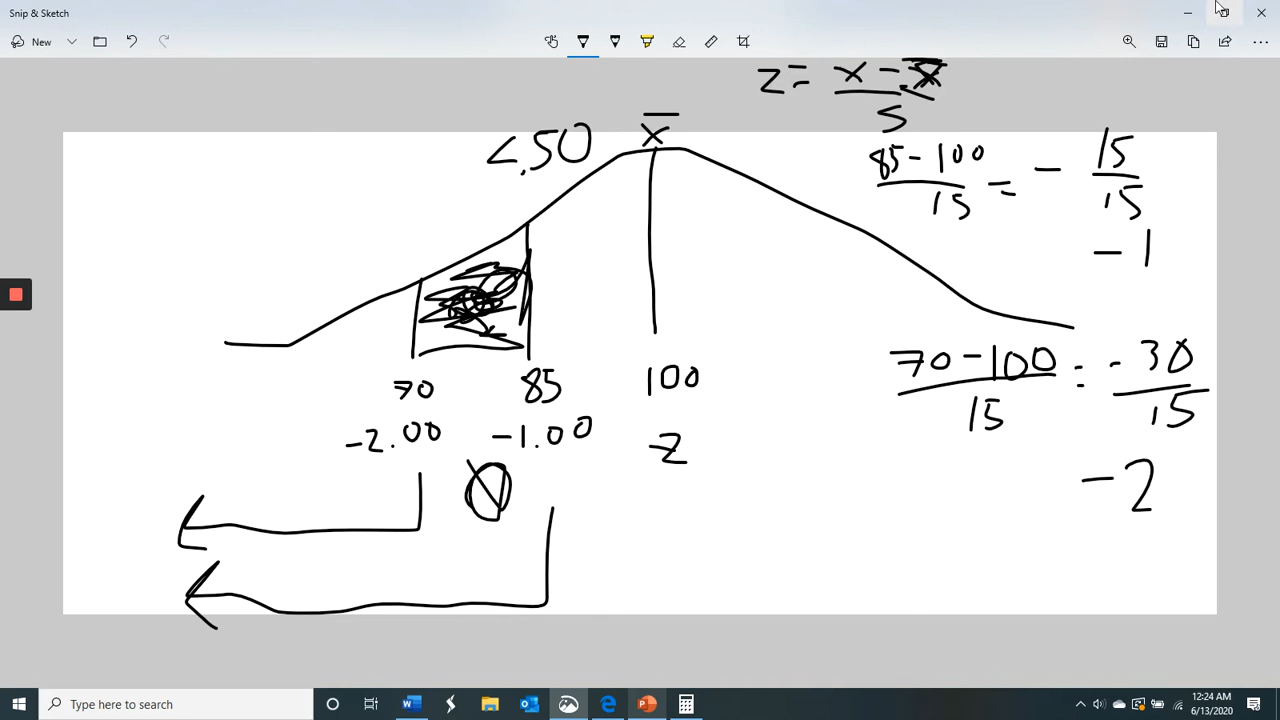 Snip & Sketch
New
z = x - x̄ / s
<.50
x̄
85 - 100 / 15 = - 15 / 15
-1
70 85 100
-2.00 -1.00 z
70 - 100 / 15 = -30 / 15
-2
Type here to search
12:24 AM
6/13/2020